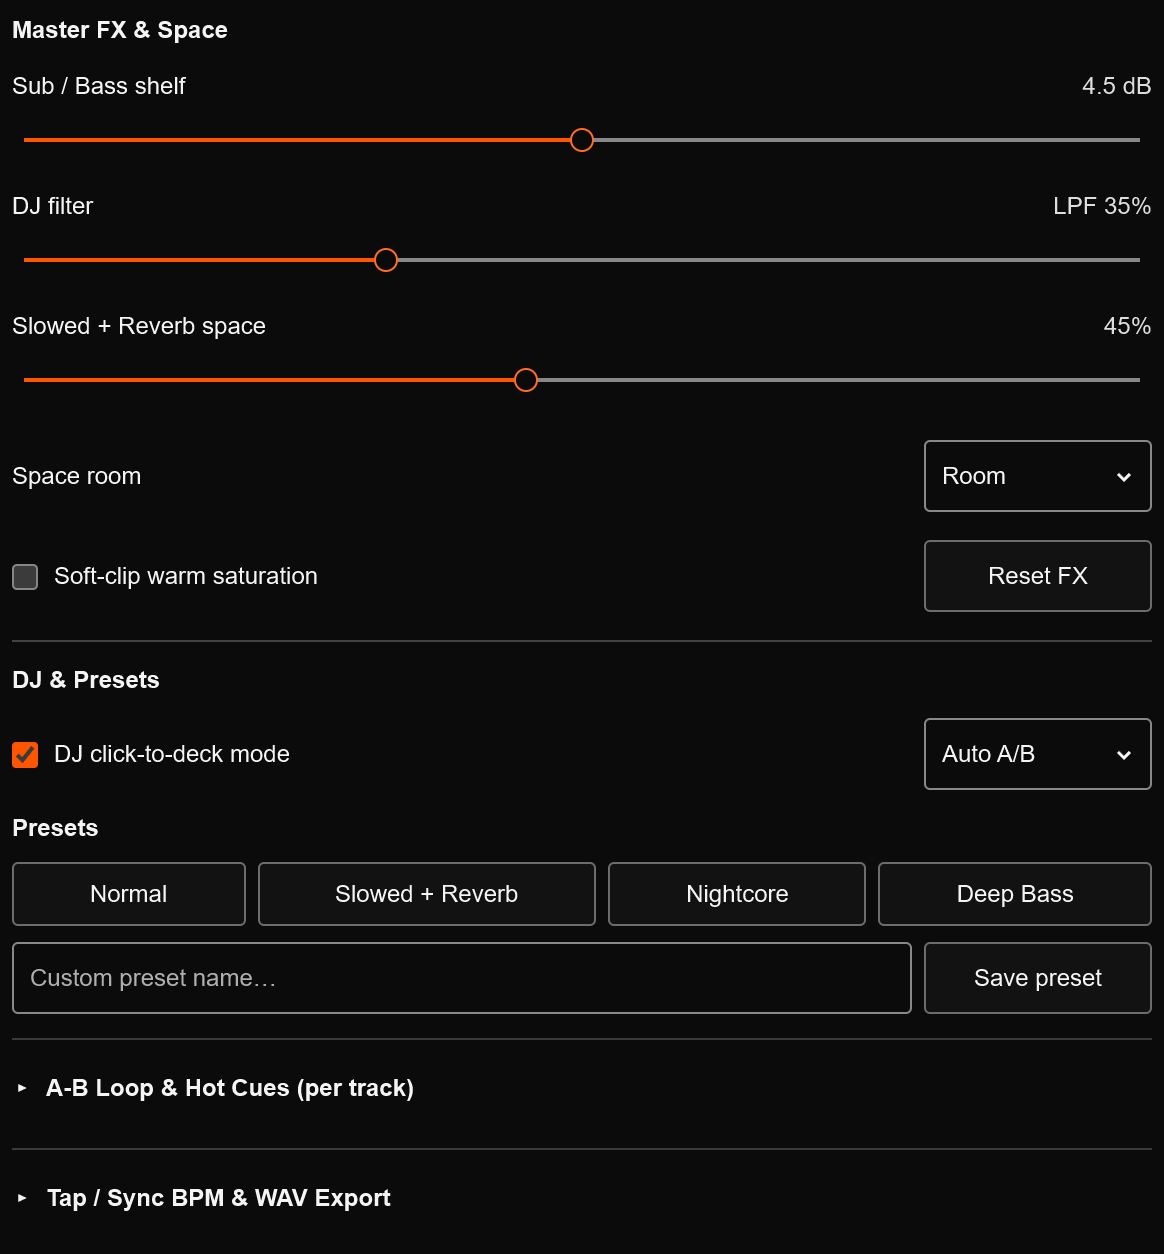 Master FX & Space
Sub / Bass shelf 4.5 dB
DJ filter LPF 35%
Slowed + Reverb space 45%
Space room Room
Soft-clip warm saturation Reset FX
DJ & Presets
DJ click-to-deck mode Auto A/B
Presets
Normal Slowed + Reverb Nightcore Deep Bass
Custom preset name… Save preset
A-B Loop & Hot Cues (per track)
Tap / Sync BPM & WAV Export